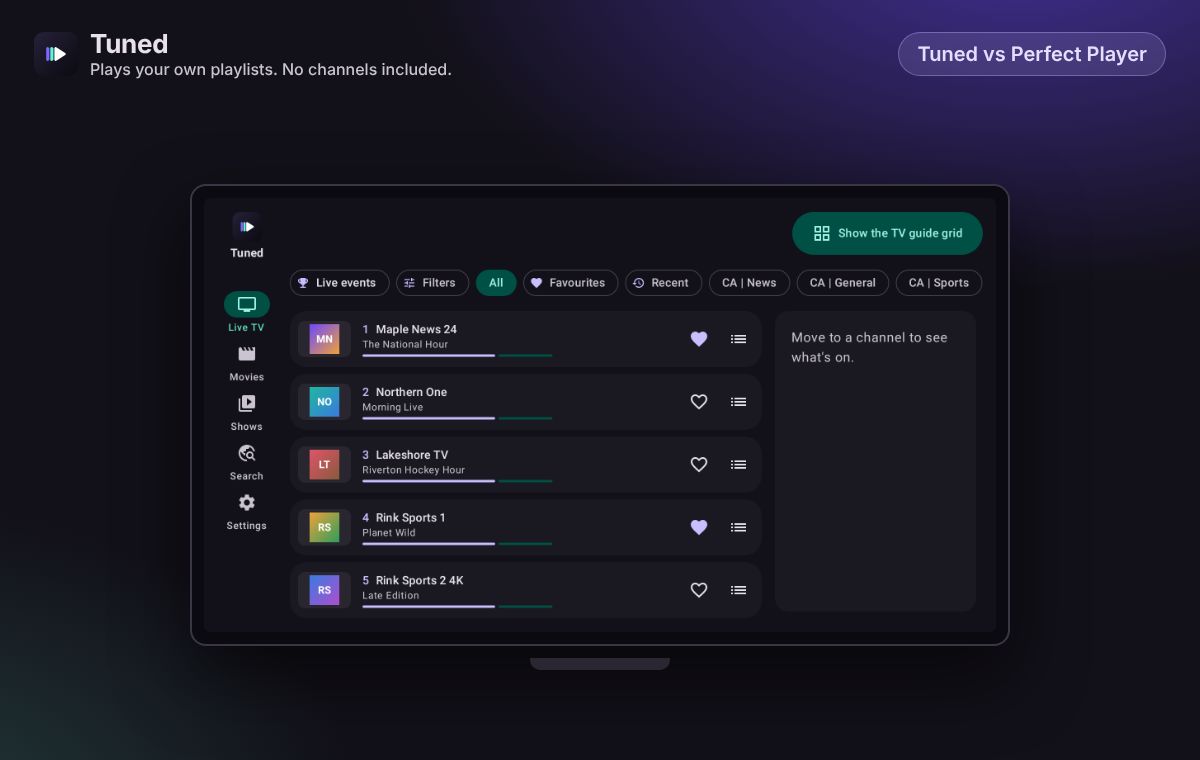 Tuned
Plays your own playlists. No channels included.
Tuned vs Perfect Player
Tuned
Show the TV guide grid
Live events
Filters
All
Favourites
Recent
CA | News
CA | General
CA | Sports
Live TV
Movies
Shows
Search
Settings
MN
1 Maple News 24
The National Hour
NO
2 Northern One
Morning Live
LT
3 Lakeshore TV
Riverton Hockey Hour
RS
4 Rink Sports 1
Planet Wild
RS
5 Rink Sports 2 4K
Late Edition
Move to a channel to see
what's on.